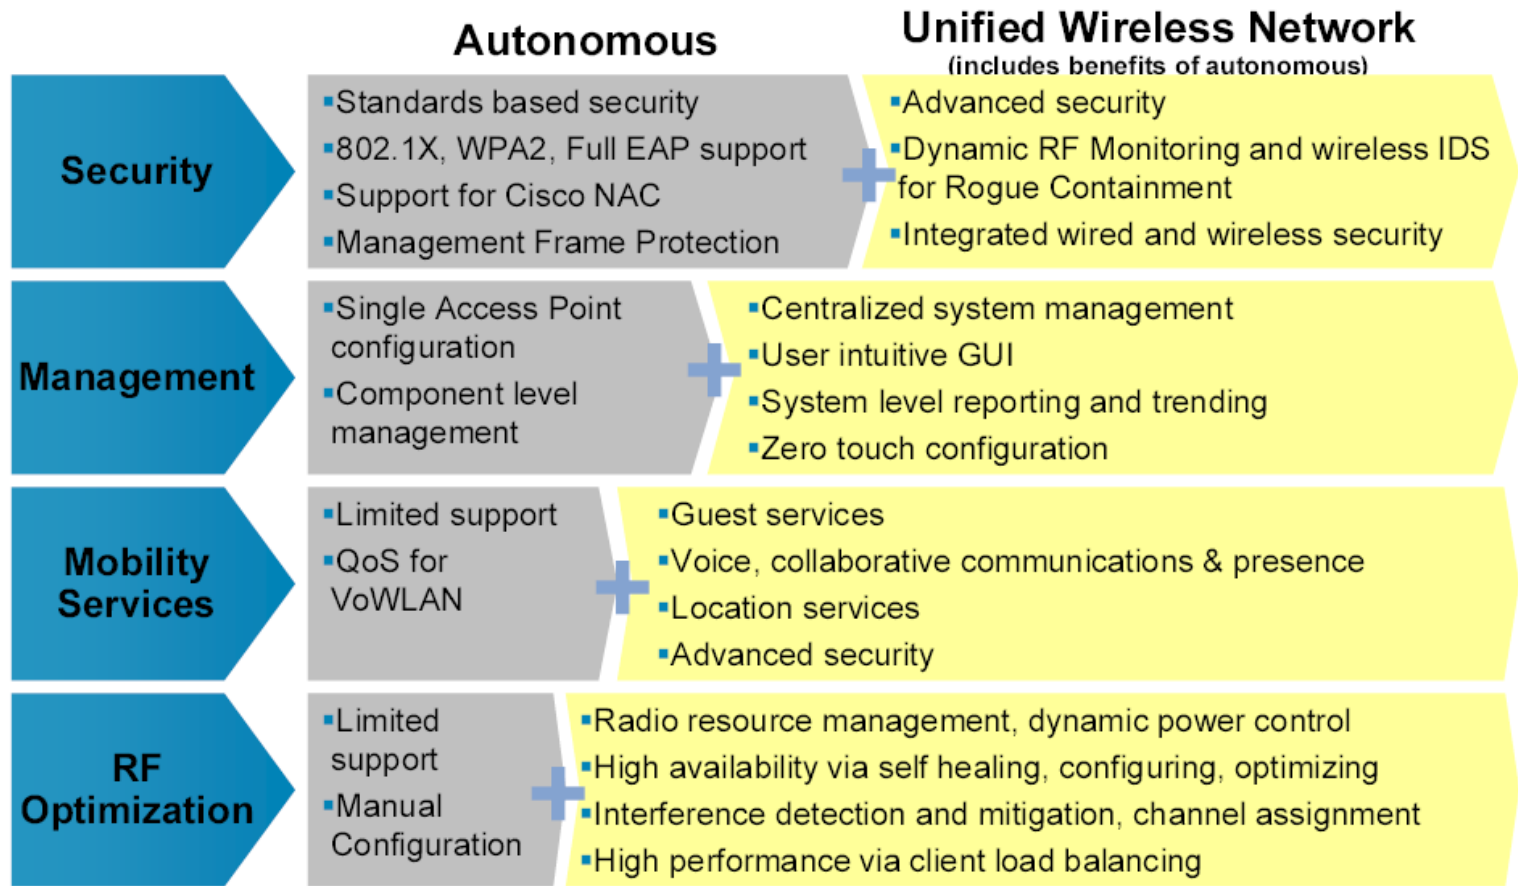 Autonomous
Unified Wireless Network
(includes benefits of autonomous)
Security
▪Standards based security
▪802.1X, WPA2, Full EAP support
▪Support for Cisco NAC
▪Management Frame Protection
▪Advanced security
▪Dynamic RF Monitoring and wireless IDS
for Rogue Containment
▪Integrated wired and wireless security
Management
▪Single Access Point
configuration
▪Component level
management
▪Centralized system management
▪User intuitive GUI
▪System level reporting and trending
▪Zero touch configuration
Mobility
Services
▪Limited support
▪QoS for
VoWLAN
▪Guest services
▪Voice, collaborative communications & presence
▪Location services
▪Advanced security
RF
Optimization
▪Limited
support
▪Manual
Configuration
▪Radio resource management, dynamic power control
▪High availability via self healing, configuring, optimizing
▪Interference detection and mitigation, channel assignment
▪High performance via client load balancing